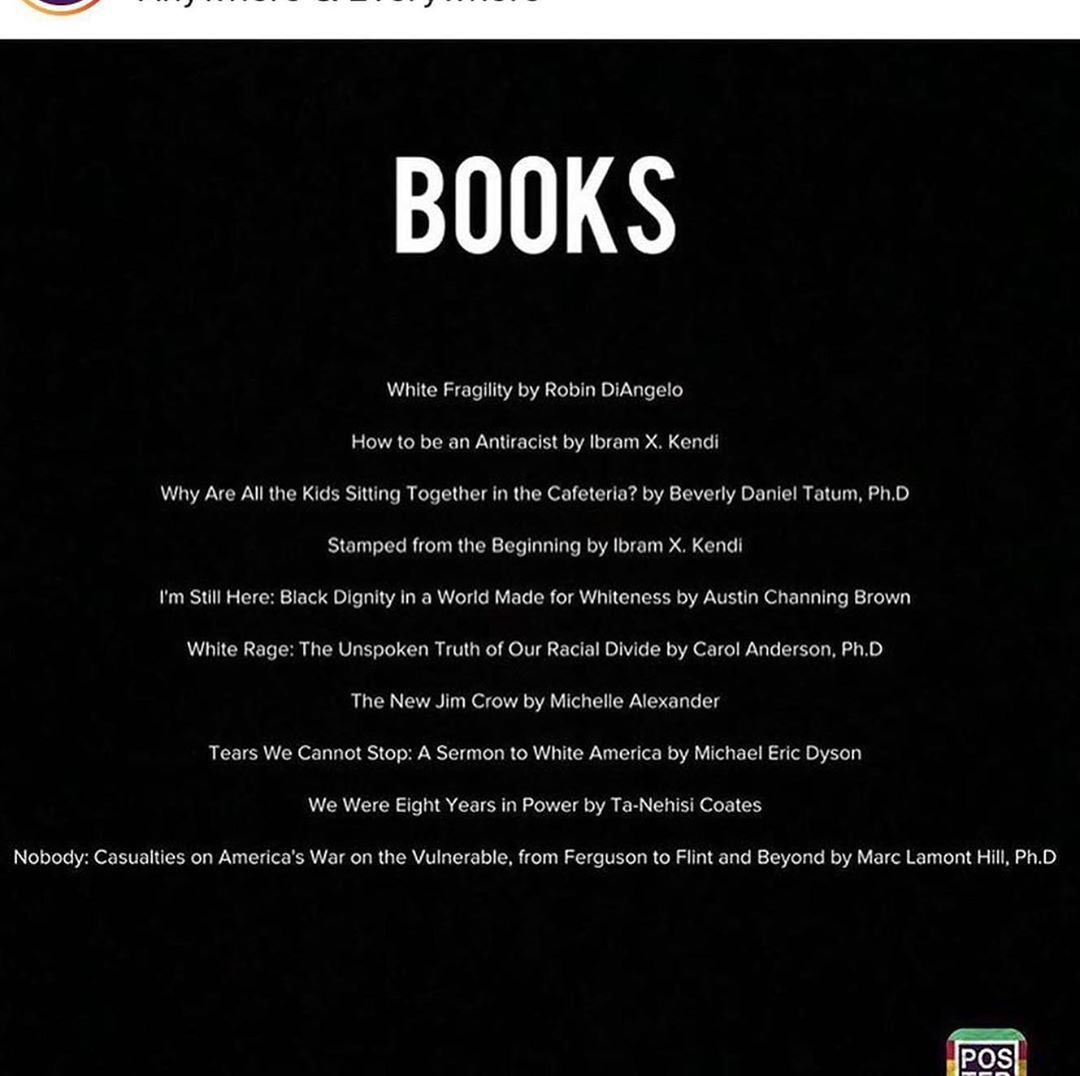 Anywhere & Everywhere
BOOKS
White Fragility by Robin DiAngelo
How to be an Antiracist by Ibram X. Kendi
Why Are All the Kids Sitting Together in the Cafeteria? by Beverly Daniel Tatum, Ph.D
Stamped from the Beginning by Ibram X. Kendi
I'm Still Here: Black Dignity in a World Made for Whiteness by Austin Channing Brown
White Rage: The Unspoken Truth of Our Racial Divide by Carol Anderson, Ph.D
The New Jim Crow by Michelle Alexander
Tears We Cannot Stop: A Sermon to White America by Michael Eric Dyson
We Were Eight Years in Power by Ta-Nehisi Coates
Nobody: Casualties on America's War on the Vulnerable, from Ferguson to Flint and Beyond by Marc Lamont Hill, Ph.D
POS
TER